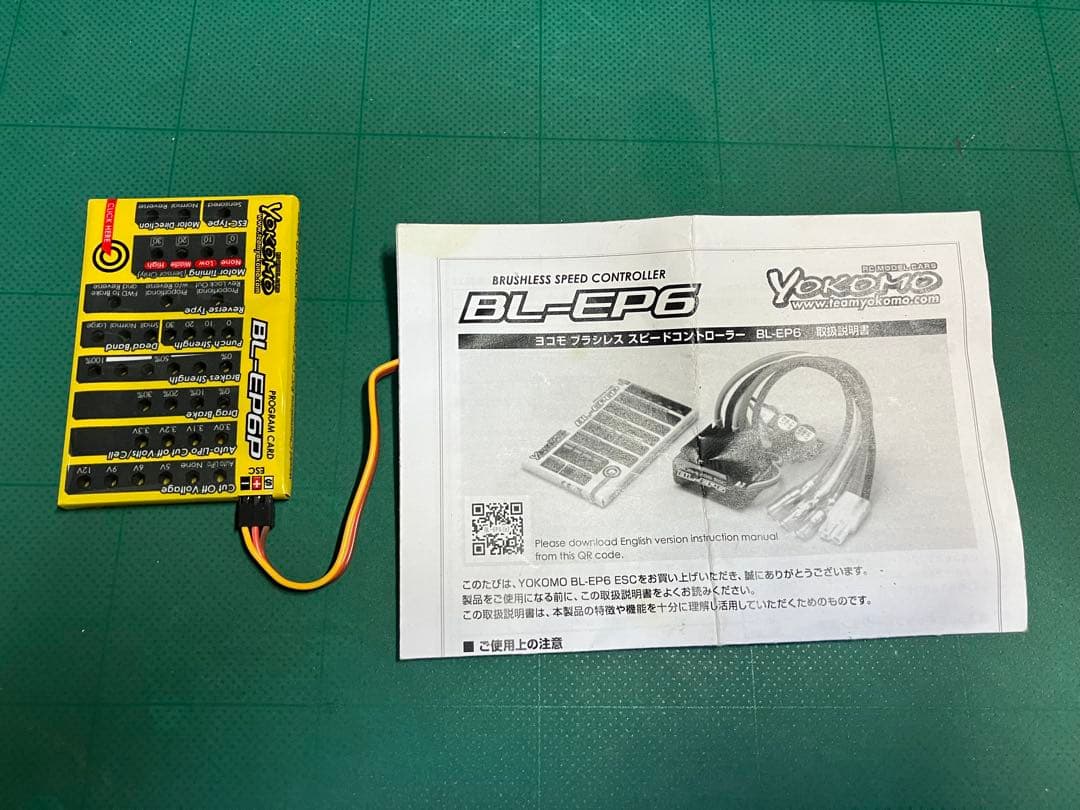 YOKOMO
www.teamyokomo.com
BL-EP6P
PROGRAM CARD
CLICK HERE
ESC Type
Sensored
Motor Direction
Normal Reverse
Motor Timing (Sensor Only)
None Low Middle High
0 10 20 30
Reverse Type
Proportional Rev Lock Out
Proportional w/o Reverse
FWD to Brake and Reverse
Punch Strength
0 10 20 30
Dead Band
Small Normal Large
Brakes Strength
0% 50% 100%
Drag Brake
0% 10% 20% 30%
Auto-LiPo Cut off Volts/Cell
3.0V 3.1V 3.2V 3.3V
Cut Off Voltage
Auto LiPo None 5V 6V 9V 12V
ESC
S + -
BRUSHLESS SPEED CONTROLLER
BL-EP6
RC MODEL CARS
YOKOMO
www.teamyokomo.com
ヨコモ ブラシレス スピードコントローラー BL-EP6 取扱説明書
Please download English version instruction manual
from this QR code.
このたびは、YOKOMO BL-EP6 ESCをお買い上げいただき、誠にありがとうございます。
製品をご使用になる前に、この取扱説明書をよくお読みください。
この取扱説明書は、本製品の特徴や機能を十分に理解し活用していただくためのものです。
■ ご使用上の注意